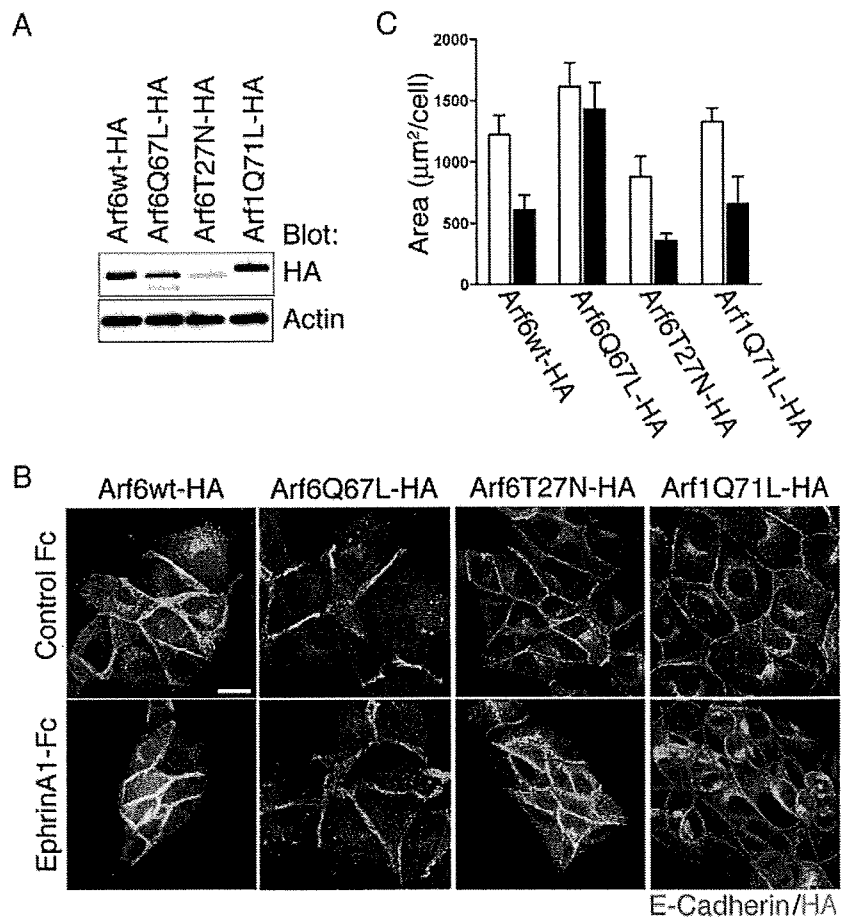 A
Arf6wt-HA
Arf6Q67L-HA
Arf6T27N-HA
Arf1Q71L-HA
Blot:
HA
Actin
C
2000
1500
1000
500
0
Area (μm²/cell)
Arf6wt-HA
Arf6Q67L-HA
Arf6T27N-HA
Arf1Q71L-HA
B
Arf6wt-HA Arf6Q67L-HA Arf6T27N-HA Arf1Q71L-HA
Control Fc
EphrinA1-Fc
E-Cadherin/HA